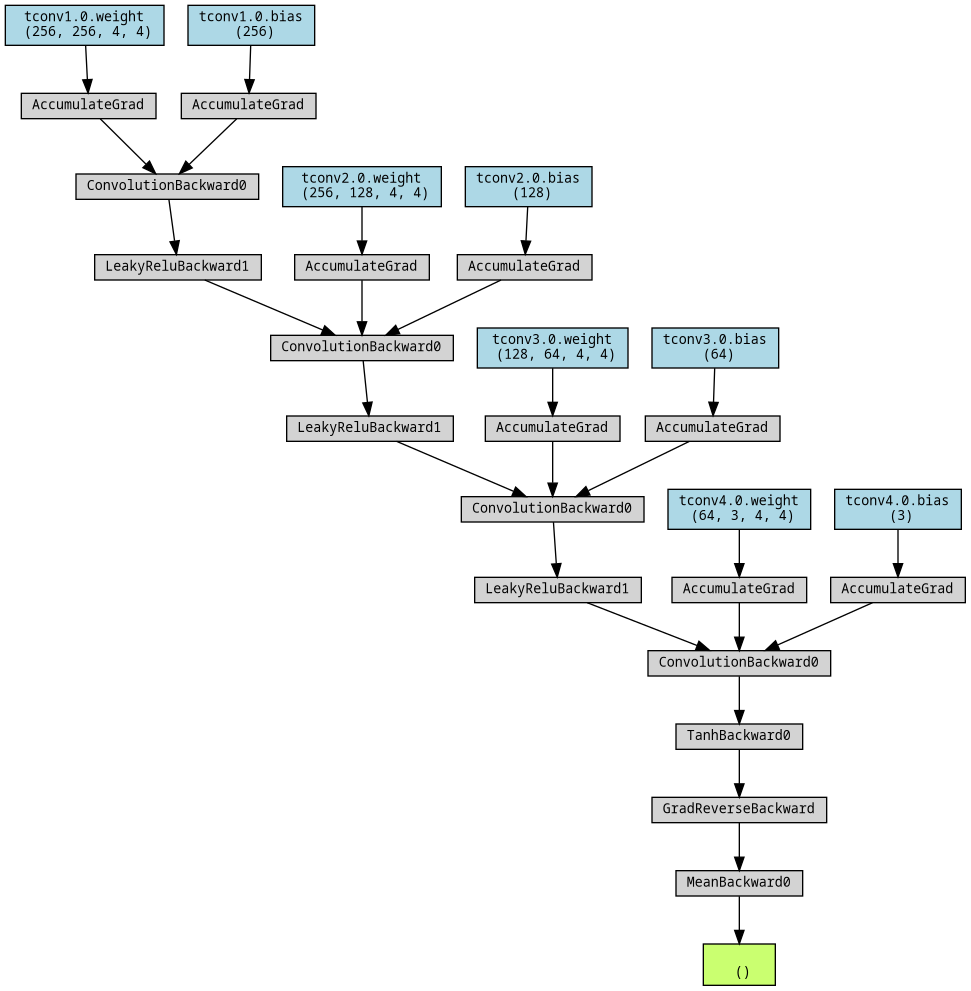 tconv1.0.weight
(256, 256, 4, 4)
tconv1.0.bias
(256)
AccumulateGrad
AccumulateGrad
ConvolutionBackward0
tconv2.0.weight
(256, 128, 4, 4)
tconv2.0.bias
(128)
LeakyReluBackward1
AccumulateGrad
AccumulateGrad
ConvolutionBackward0
tconv3.0.weight
(128, 64, 4, 4)
tconv3.0.bias
(64)
LeakyReluBackward1
AccumulateGrad
AccumulateGrad
ConvolutionBackward0
tconv4.0.weight
(64, 3, 4, 4)
tconv4.0.bias
(3)
LeakyReluBackward1
AccumulateGrad
AccumulateGrad
ConvolutionBackward0
TanhBackward0
GradReverseBackward
MeanBackward0
()